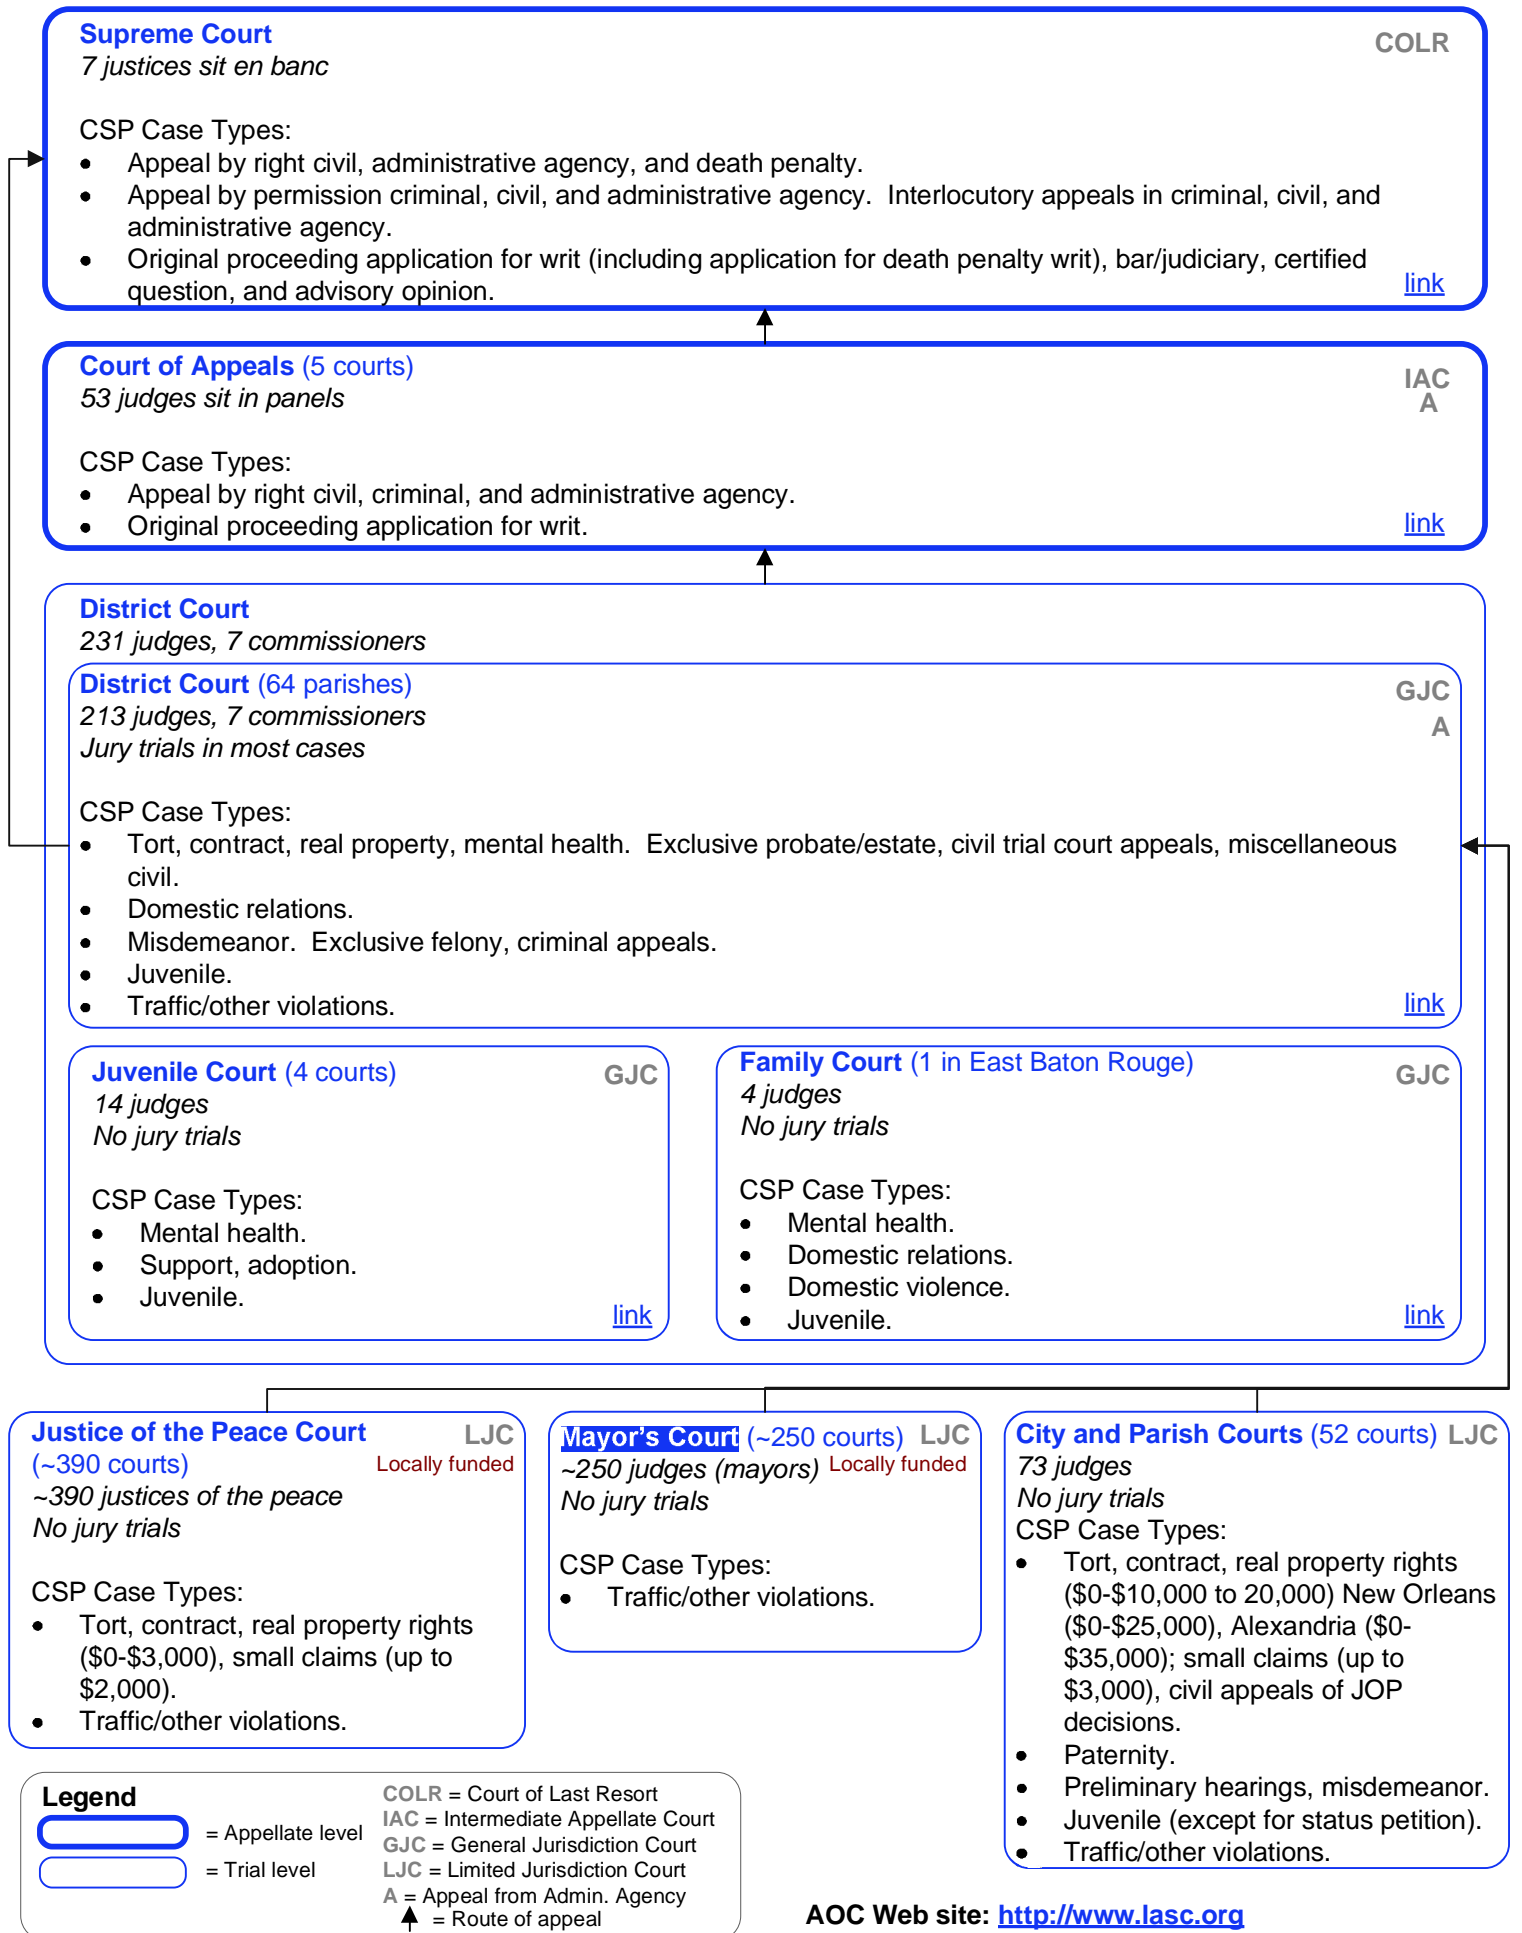 Supreme Court
COLR
7 justices sit en banc
CSP Case Types:
• Appeal by right civil, administrative agency, and death penalty.
• Appeal by permission criminal, civil, and administrative agency.  Interlocutory appeals in criminal, civil, and
administrative agency.
• Original proceeding application for writ (including application for death penalty writ), bar/judiciary, certified
question, and advisory opinion.
link
Court of Appeals (5 courts)
IAC
A
53 judges sit in panels
CSP Case Types:
• Appeal by right civil, criminal, and administrative agency.
• Original proceeding application for writ.
link
District Court
231 judges, 7 commissioners
District Court (64 parishes)
GJC
A
213 judges, 7 commissioners
Jury trials in most cases
CSP Case Types:
• Tort, contract, real property, mental health.  Exclusive probate/estate, civil trial court appeals, miscellaneous
civil.
• Domestic relations.
• Misdemeanor.  Exclusive felony, criminal appeals.
• Juvenile.
• Traffic/other violations.
link
Juvenile Court (4 courts)
GJC
14 judges
No jury trials
CSP Case Types:
• Mental health.
• Support, adoption.
• Juvenile.
link
Family Court (1 in East Baton Rouge)
GJC
4 judges
No jury trials
CSP Case Types:
• Mental health.
• Domestic relations.
• Domestic violence.
• Juvenile.
link
Justice of the Peace Court
LJC
(~390 courts)
Locally funded
~390 justices of the peace
No jury trials
CSP Case Types:
• Tort, contract, real property rights
($0-$3,000), small claims (up to
$2,000).
• Traffic/other violations.
Mayor's Court (~250 courts)
LJC
~250 judges (mayors)
Locally funded
No jury trials
CSP Case Types:
• Traffic/other violations.
City and Parish Courts (52 courts)
LJC
73 judges
No jury trials
CSP Case Types:
• Tort, contract, real property rights
($0-$10,000 to 20,000) New Orleans
($0-$25,000), Alexandria ($0-
$35,000); small claims (up to
$3,000), civil appeals of JOP
decisions.
• Paternity.
• Preliminary hearings, misdemeanor.
• Juvenile (except for status petition).
• Traffic/other violations.
Legend
= Appellate level
= Trial level
COLR = Court of Last Resort
IAC = Intermediate Appellate Court
GJC = General Jurisdiction Court
LJC = Limited Jurisdiction Court
A = Appeal from Admin. Agency
= Route of appeal
AOC Web site: http://www.lasc.org